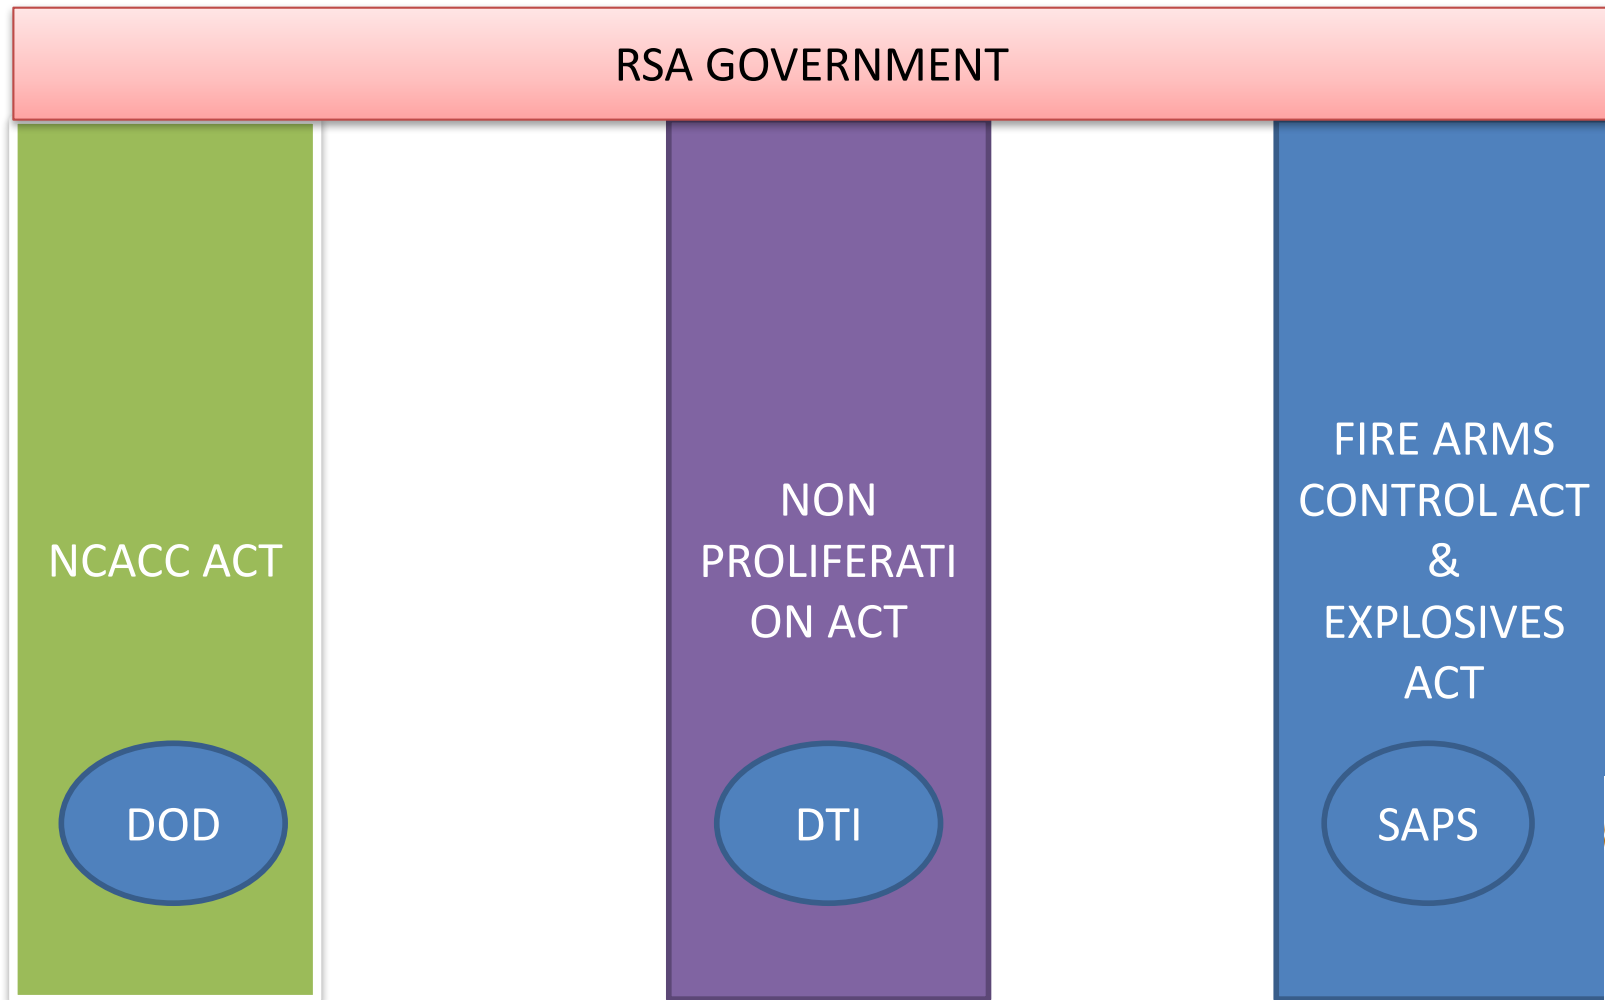 RSA GOVERNMENT
NCACC ACT
DOD
NON
PROLIFERATI
ON ACT
DTI
FIRE ARMS
CONTROL ACT
&
EXPLOSIVES
ACT
SAPS